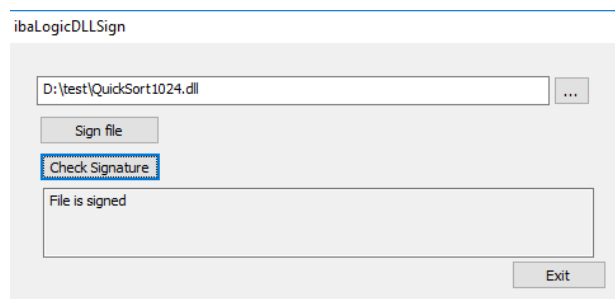 ibaLogicDLLSign
D:\test\QuickSort1024.dll
...
Sign file
Check Signature
File is signed
Exit